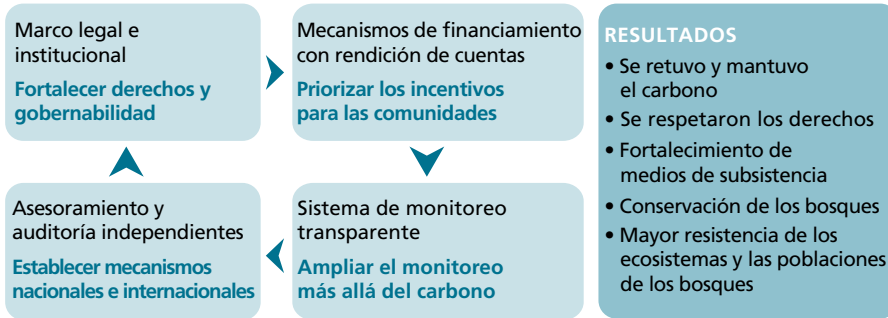 Marco legal e
institucional
Fortalecer derechos y
gobernabilidad
Mecanismos de financiamiento
con rendición de cuentas
Priorizar los incentivos
para las comunidades
Asesoramiento y
auditoría independientes
Establecer mecanismos
nacionales e internacionales
Sistema de monitoreo
transparente
Ampliar el monitoreo
más allá del carbono
RESULTADOS
• Se retuvo y mantuvo
el carbono
• Se respetaron los derechos
• Fortalecimiento de
medios de subsistencia
• Conservación de los bosques
• Mayor resistencia de los
ecosistemas y las poblaciones
de los bosques